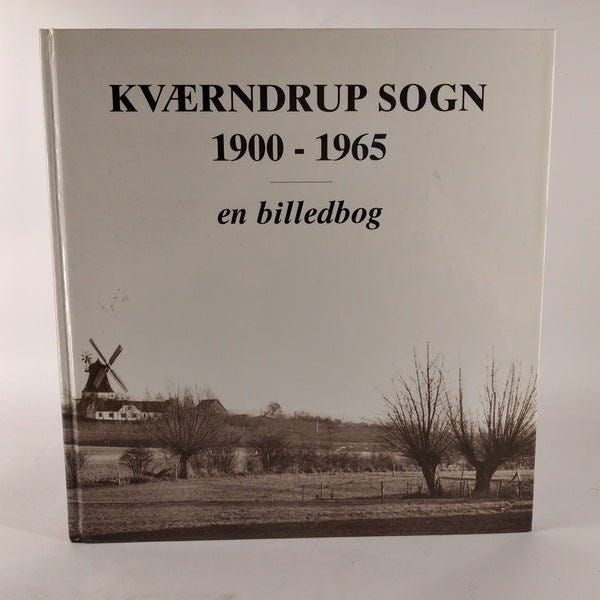 KVÆRNDRUP SOGN
1900 - 1965
en billedbog